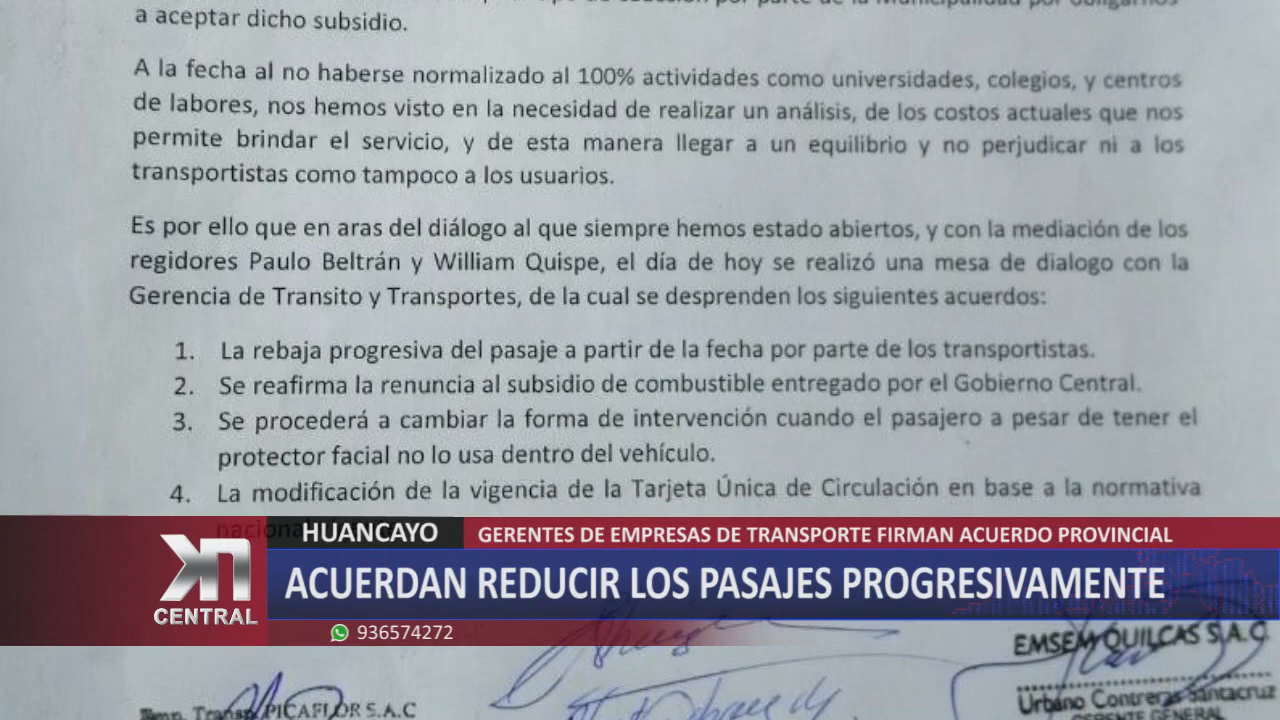 a aceptar dicho subsidio.
A la fecha al no haberse normalizado al 100% actividades como universidades, colegios, y centros
de labores, nos hemos visto en la necesidad de realizar un análisis, de los costos actuales que nos
permite brindar el servicio, y de esta manera llegar a un equilibrio y no perjudicar ni a los
transportistas como tampoco a los usuarios.
Es por ello que en aras del diálogo al que siempre hemos estado abiertos, y con la mediación de los
regidores Paulo Beltrán y William Quispe, el día de hoy se realizó una mesa de dialogo con la
Gerencia de Transito y Transportes, de la cual se desprenden los siguientes acuerdos:
1. La rebaja progresiva del pasaje a partir de la fecha por parte de los transportistas.
2. Se reafirma la renuncia al subsidio de combustible entregado por el Gobierno Central.
3. Se procederá a cambiar la forma de intervención cuando el pasajero a pesar de tener el
protector facial no lo usa dentro del vehículo.
4. La modificación de la vigencia de la Tarjeta Única de Circulación en base a la normativa
HUANCAYO GERENTES DE EMPRESAS DE TRANSPORTE FIRMAN ACUERDO PROVINCIAL
ACUERDAN REDUCIR LOS PASAJES PROGRESIVAMENTE
CENTRAL
936574272
EMSEM QUILCAS S.A.C.
Urbano Contreras Santacruz
GERENTE GENERAL
PICAFLOR S.A.C